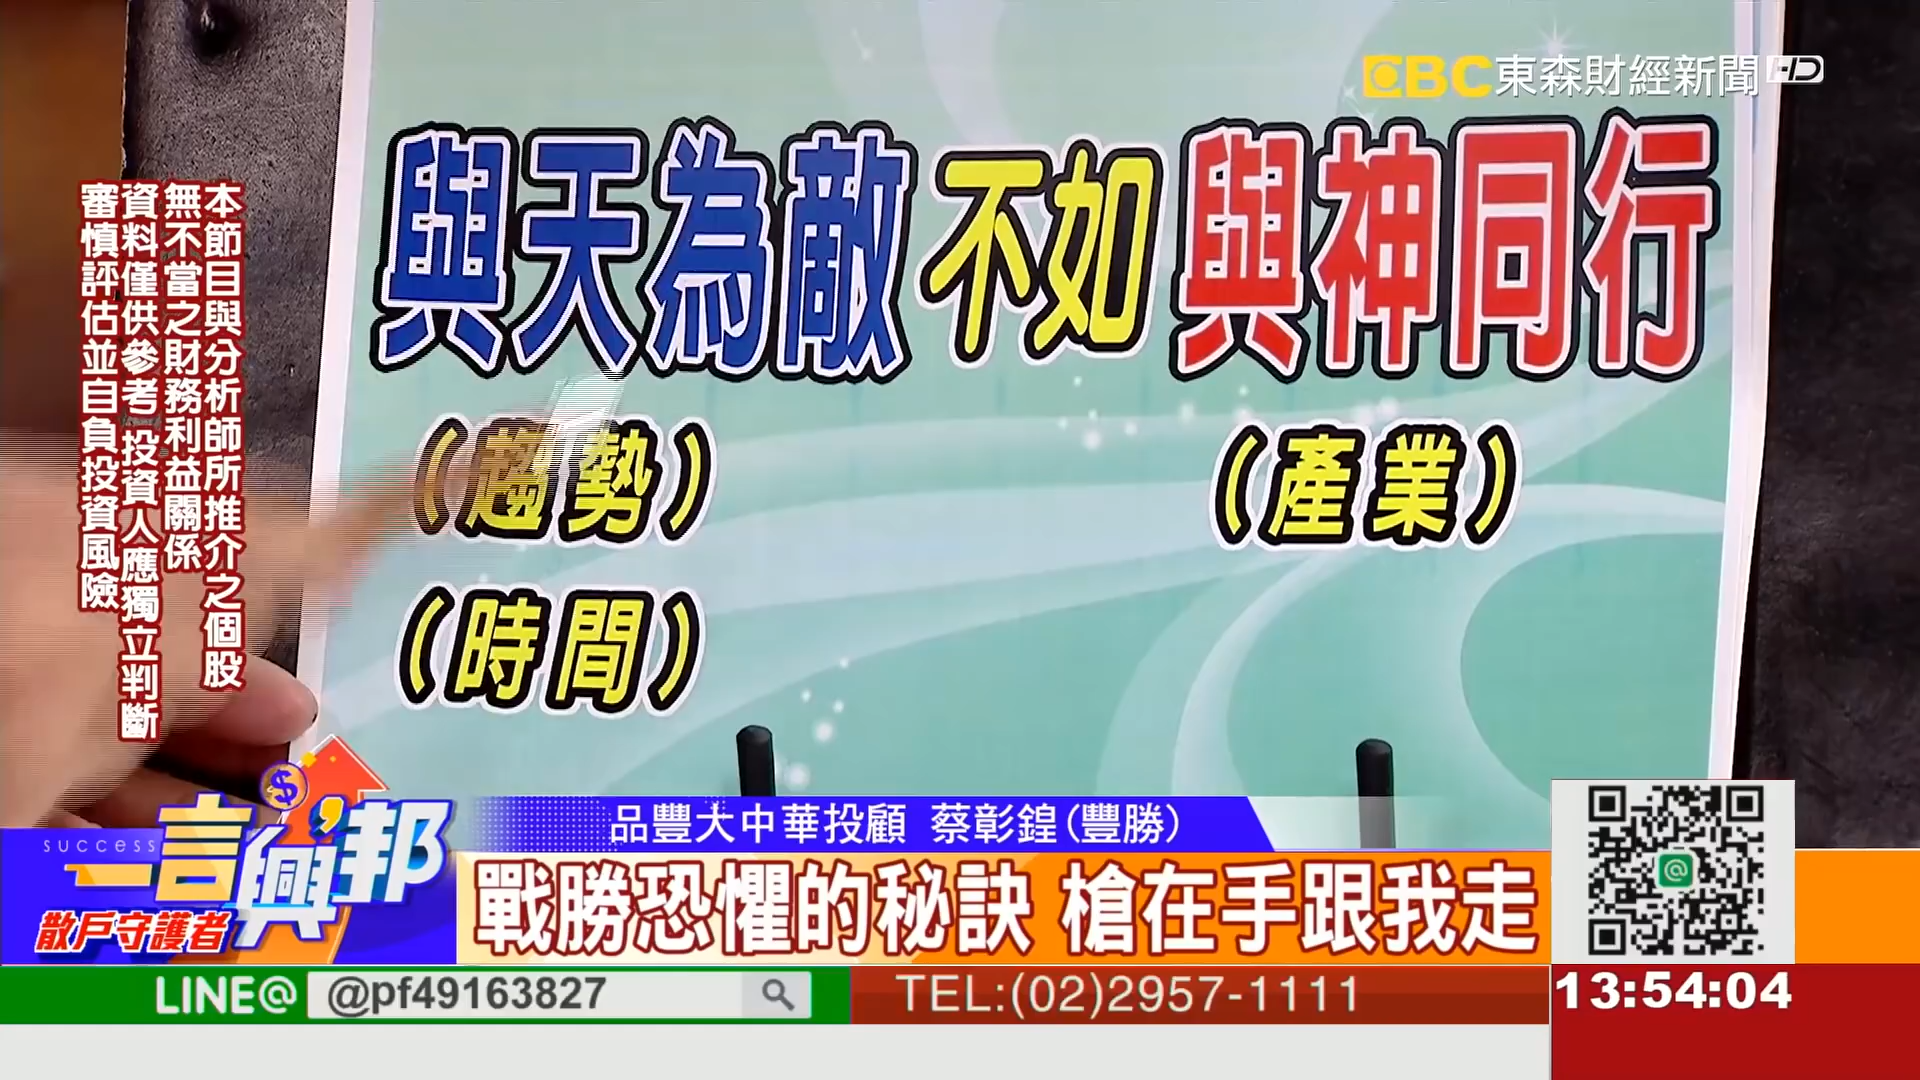 EBC東森財經新聞HD
與天為敵 不如 與神同行
(趨勢)
(產業)
(時間)
本節目與分析師所推介之個股
無不當之財務利益關係
資料僅供參考 投資人應獨立判斷
審慎評估並自負投資風險
success
一言興邦
散戶守護者
品豐大中華投顧 蔡彰鍠(豐勝)
戰勝恐懼的秘訣 槍在手跟我走
LINE@ @pf49163827
TEL:(02)2957-1111
13:54:04